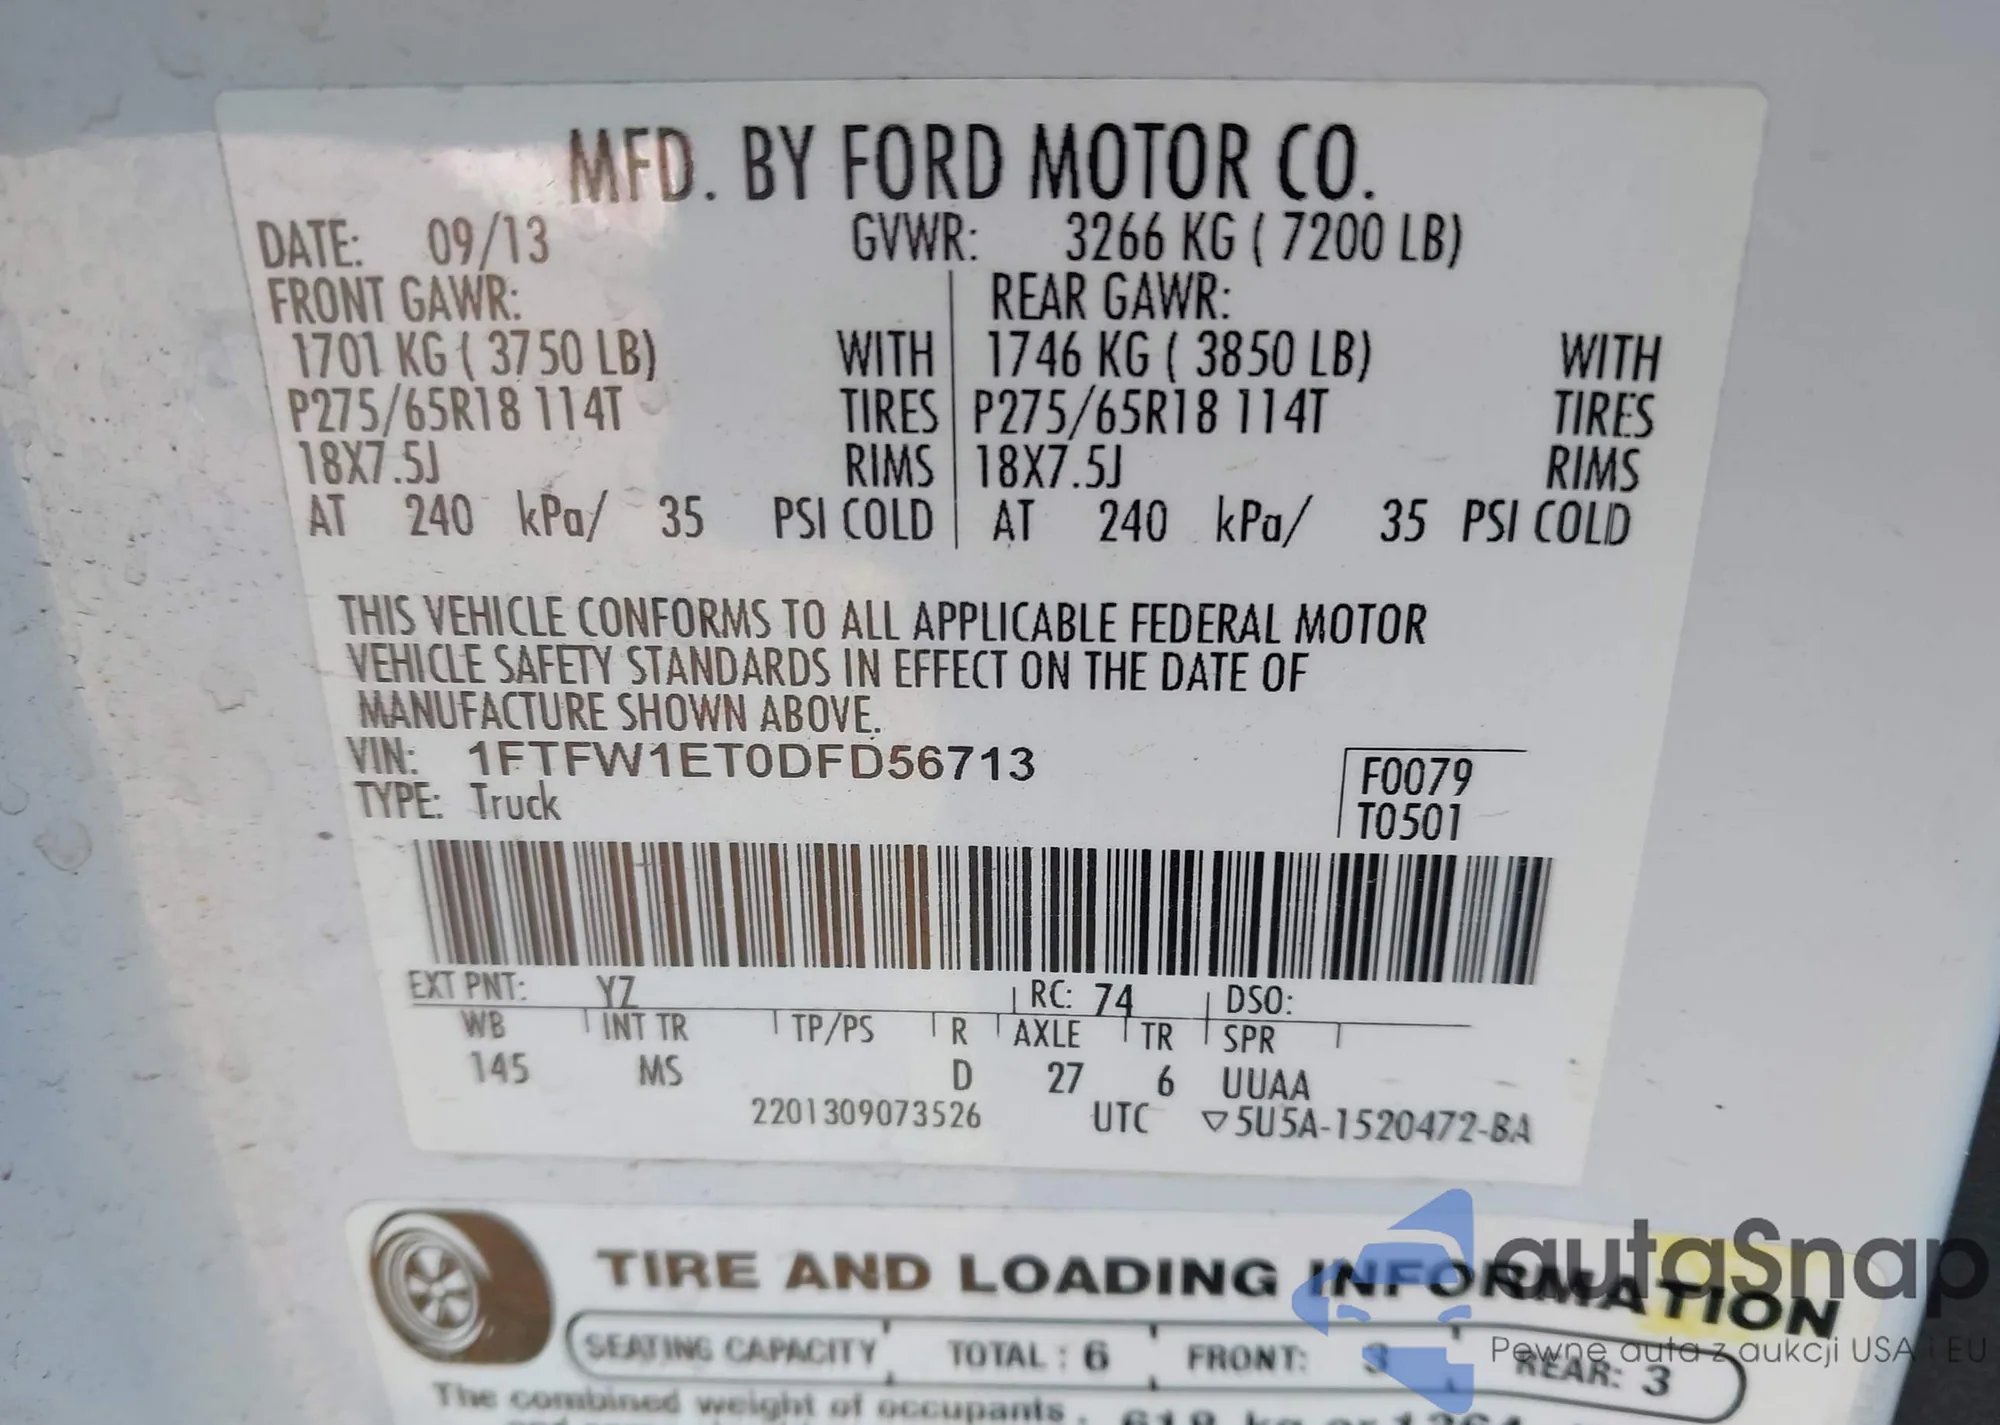 MFD. BY FORD MOTOR CO.
DATE: 09/13 GVWR: 3266 KG ( 7200 LB)
FRONT GAWR: REAR GAWR:
1701 KG ( 3750 LB) WITH 1746 KG ( 3850 LB) WITH
P275/65R18 114T TIRES P275/65R18 114T TIRES
18X7.5J RIMS 18X7.5J RIMS
AT 240 kPa/ 35 PSI COLD AT 240 kPa/ 35 PSI COLD
THIS VEHICLE CONFORMS TO ALL APPLICABLE FEDERAL MOTOR
VEHICLE SAFETY STANDARDS IN EFFECT ON THE DATE OF
MANUFACTURE SHOWN ABOVE.
VIN: 1FTFW1ET0DFD56713
TYPE: Truck
F0079
T0501
EXT PNT: YZ RC: 74 DSO:
WB INT TR TP/PS R AXLE TR SPR
145 MS D 27 6 UUAA
2201309073526 UTC ▽5U5A-1520472-BA
TIRE AND LOADING INFORMATION
SEATING CAPACITY TOTAL : 6 FRONT: 3 REAR: 3
The combined weight of occupants
autaSnap
Pewne auta z aukcji USA i EU